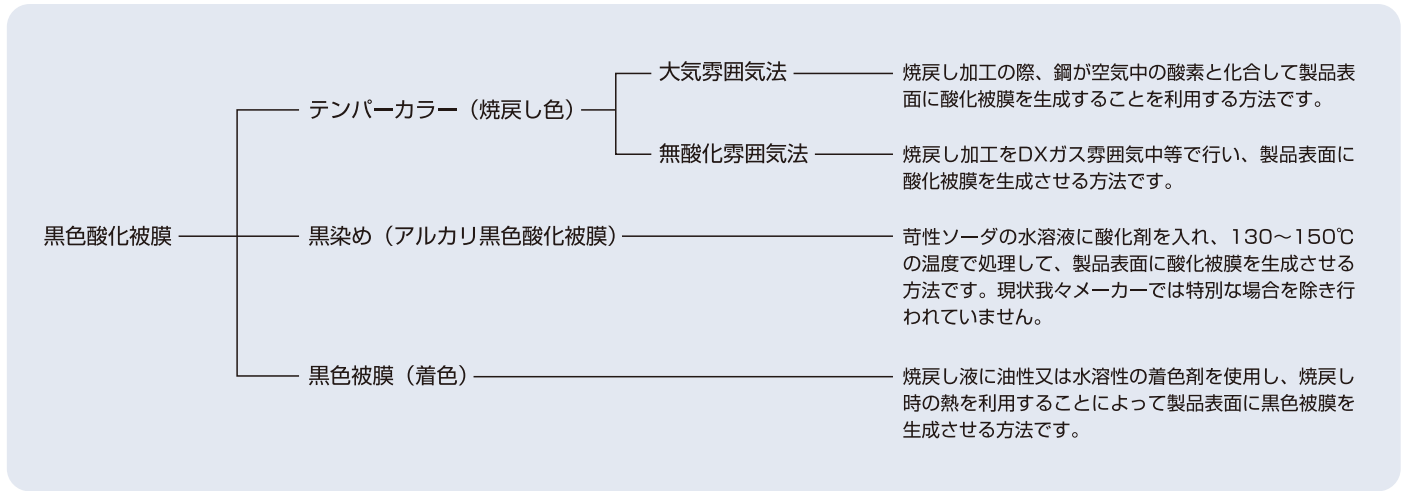 黒色酸化被膜
テンパーカラー（焼戻し色）
大気雰囲気法
焼戻し加工の際、鋼が空気中の酸素と化合して製品表
面に酸化被膜を生成することを利用する方法です。
無酸化雰囲気法
焼戻し加工をDXガス雰囲気中等で行い、製品表面に
酸化被膜を生成させる方法です。
黒染め（アルカリ黒色酸化被膜）
苛性ソーダの水溶液に酸化剤を入れ、130～150℃
の温度で処理して、製品表面に酸化被膜を生成させる
方法です。現状我々メーカーでは特別な場合を除き行
われていません。
黒色被膜（着色）
焼戻し液に油性又は水溶性の着色剤を使用し、焼戻し
時の熱を利用することによって製品表面に黒色被膜を
生成させる方法です。